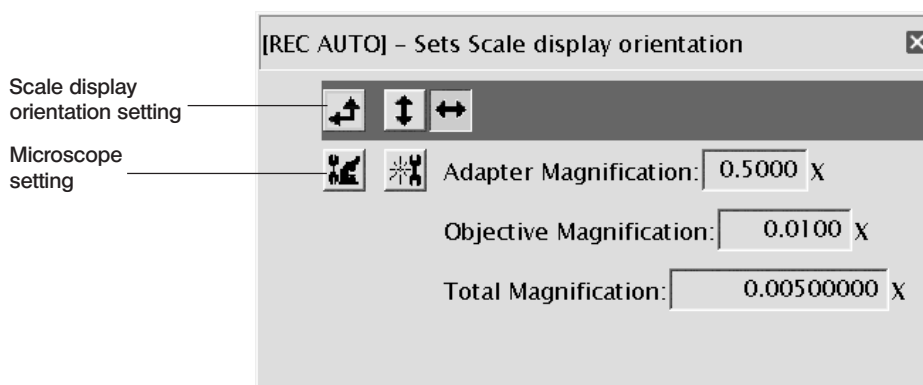 [REC AUTO] – Sets Scale display orientation
Scale display
orientation setting
Microscope
setting
Adapter Magnification: 0.5000 X
Objective Magnification: 0.0100 X
Total Magnification: 0.00500000 X